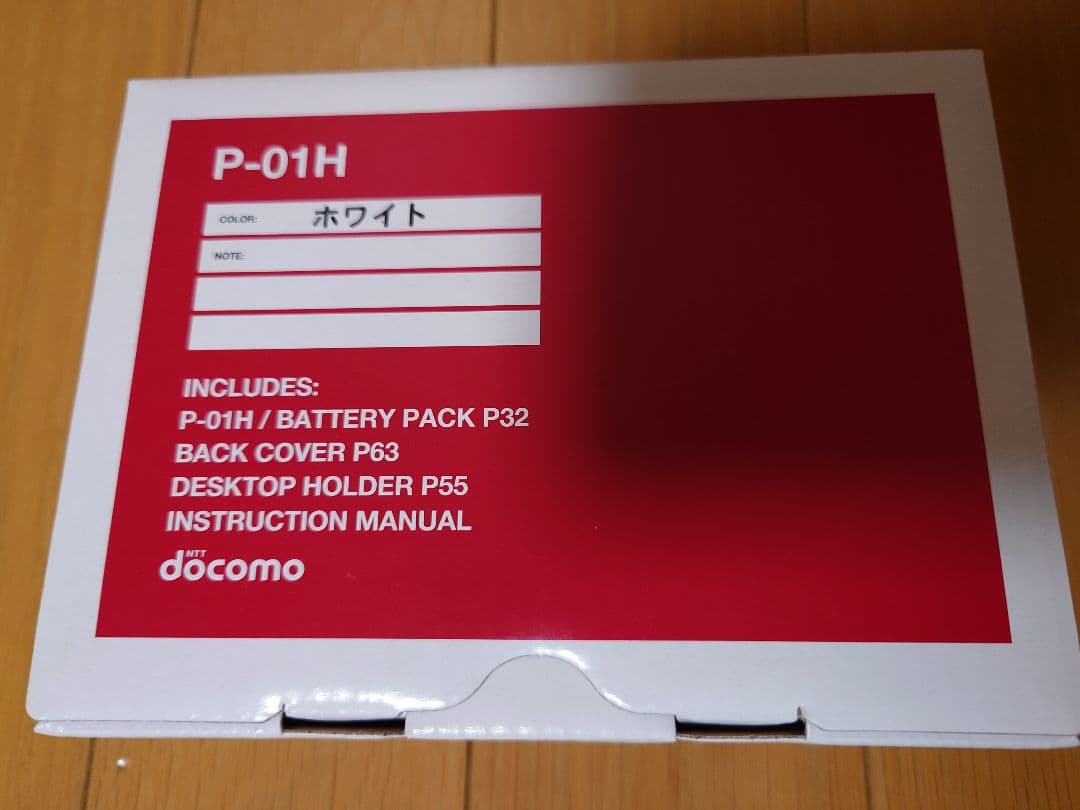 P-01H
COLOR: ホワイト
NOTE:
INCLUDES:
P-01H / BATTERY PACK P32
BACK COVER P63
DESKTOP HOLDER P55
INSTRUCTION MANUAL
NTT
docomo